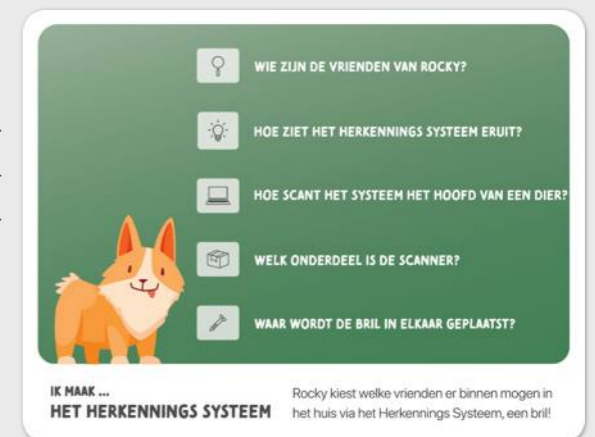 WIE ZIJN DE VRIENDEN VAN ROCKY?
HOE ZIET HET HERKENNINGS SYSTEEM ERUIT?
HOE SCANT HET SYSTEEM HET HOOFD VAN EEN DIER?
WELK ONDERDEEL IS DE SCANNER?
WAAR WORDT DE BRIL IN ELKAAR GEPLAATST?
IK MAAK ...
HET HERKENNINGS SYSTEEM
Rocky kiest welke vrienden er binnen mogen in
het huis via het Herkennings Systeem, een bril!